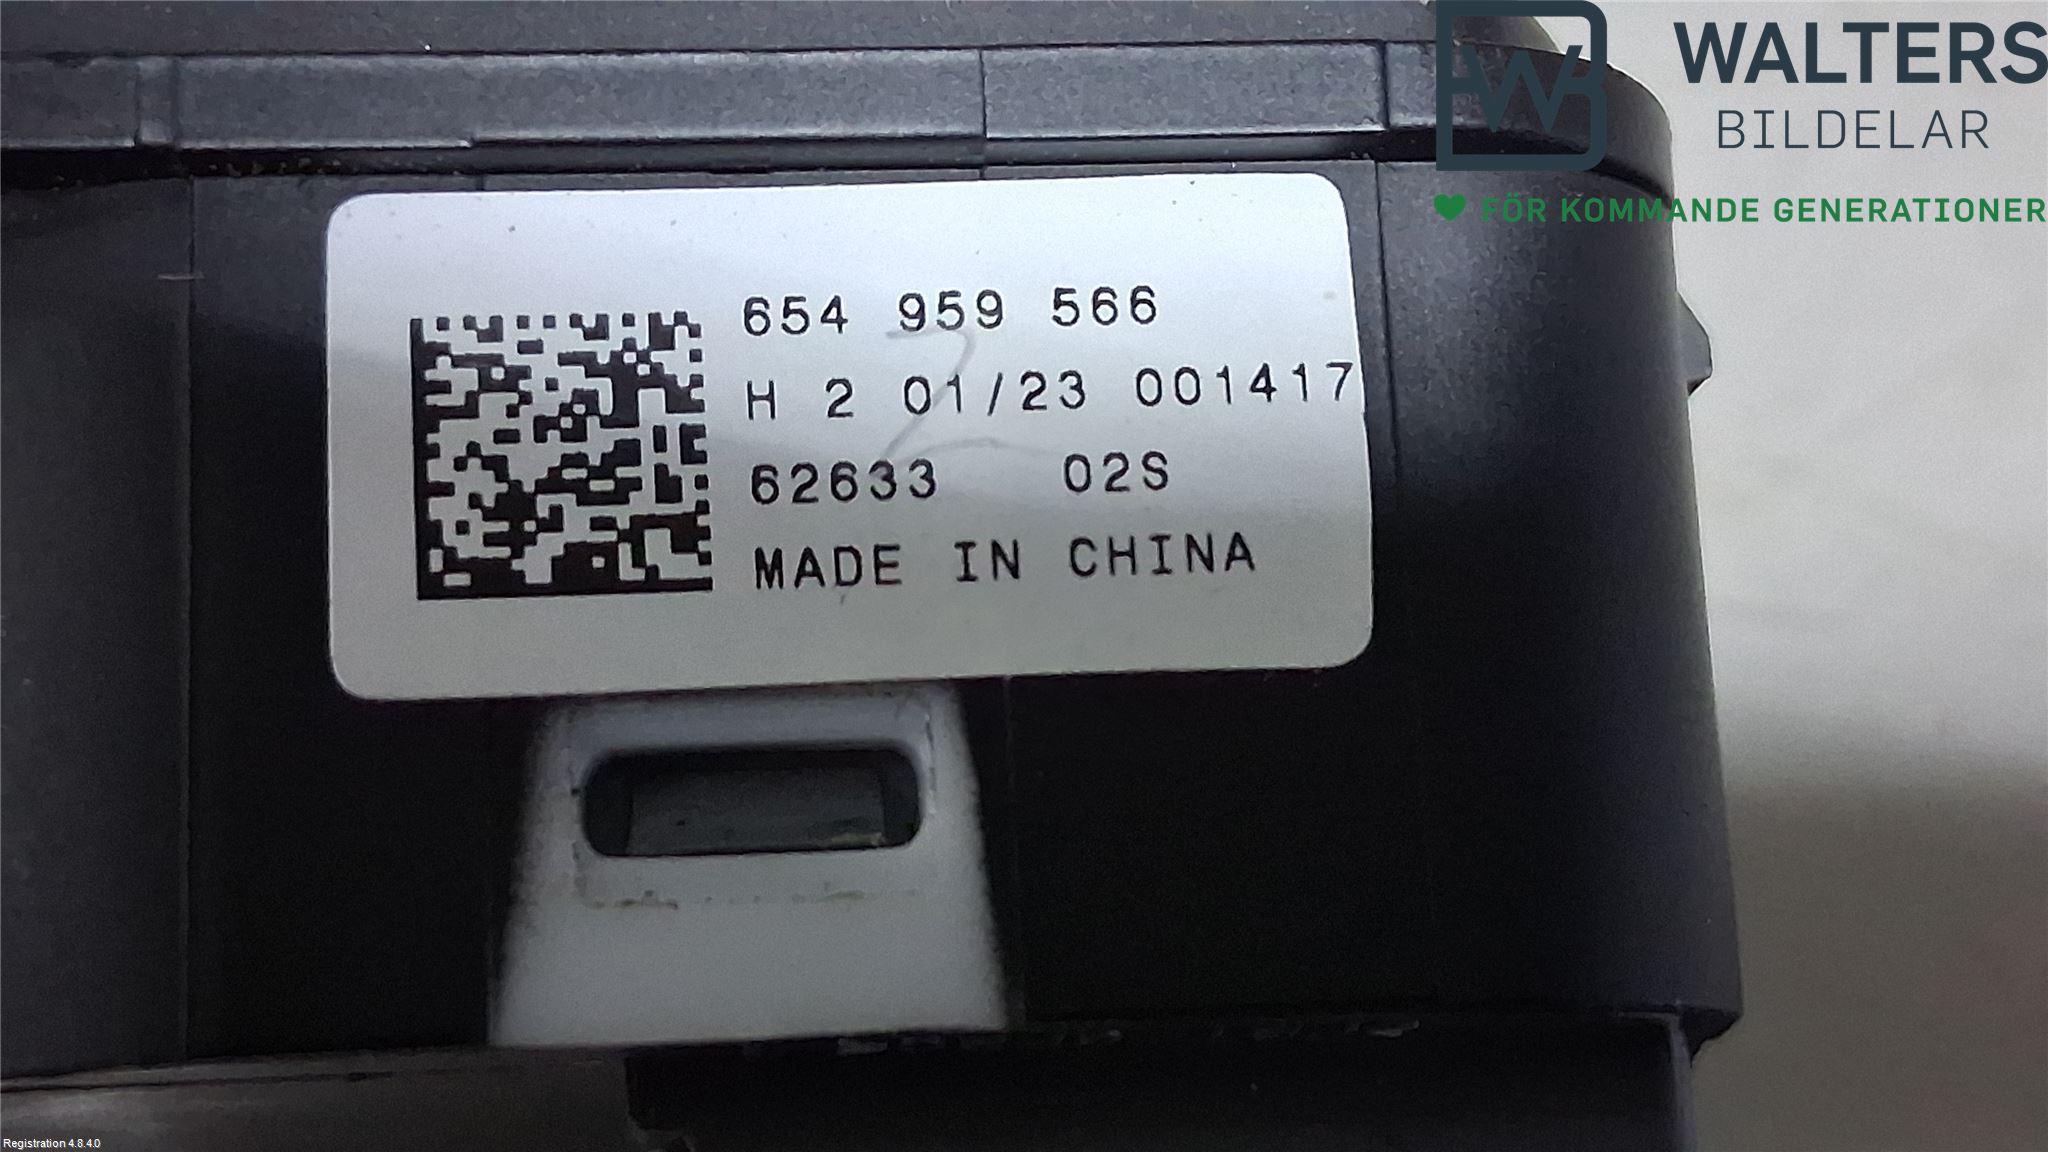 WALTERS
BILDELAR
FÖR KOMMANDE GENERATIONER
654 959 566
H 2 01/23 001417
62633 02S
MADE IN CHINA
Registration 4.8.4.0